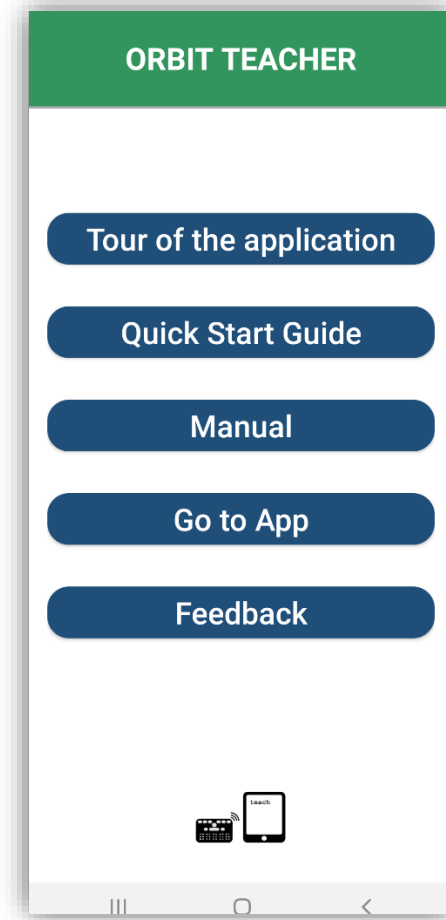 ORBIT TEACHER
Tour of the application
Quick Start Guide
Manual
Go to App
Feedback
teach